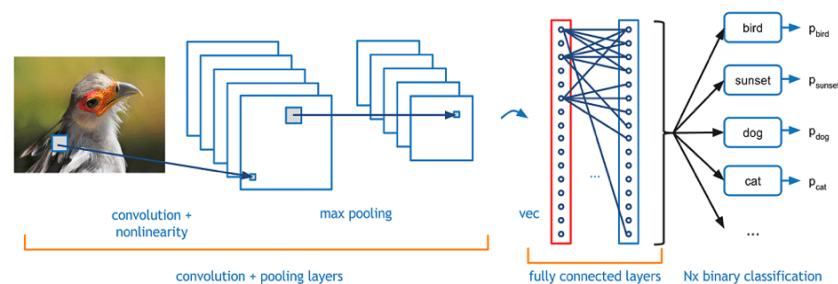 bird
p_bird
sunset
p_sunset
dog
p_dog
cat
p_cat
...
...
convolution +
nonlinearity
max pooling
vec
convolution + pooling layers
fully connected layers
Nx binary classification